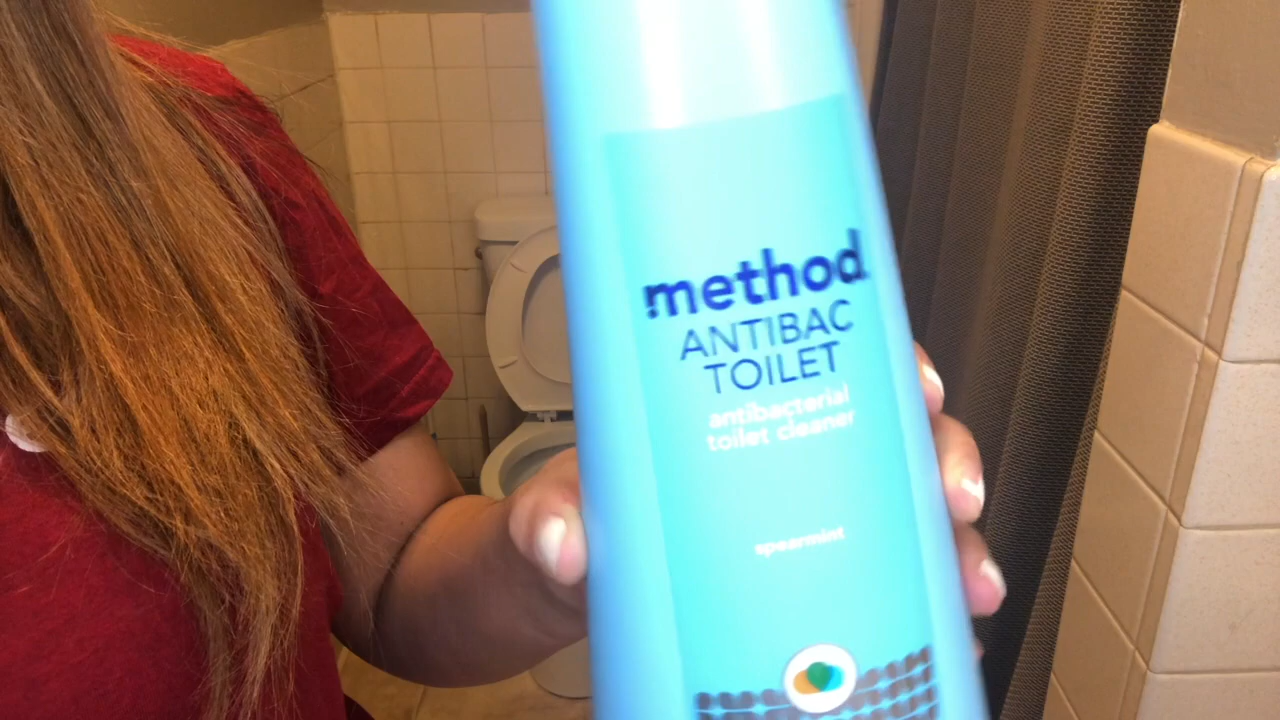 method
ANTIBAC
TOILET
antibacterial
toilet cleaner
spearmint